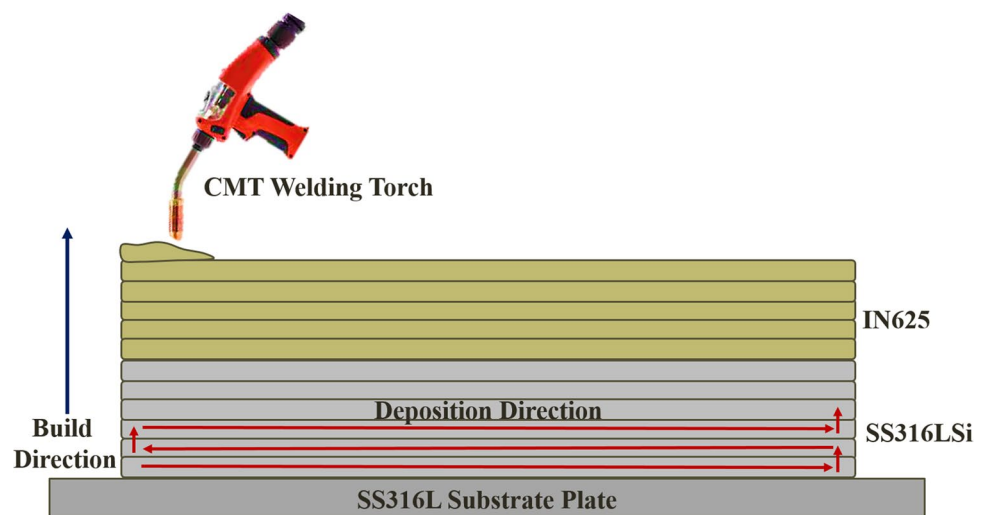 CMT Welding Torch
IN625
Deposition Direction
Build
Direction
SS316LSi
SS316L Substrate Plate